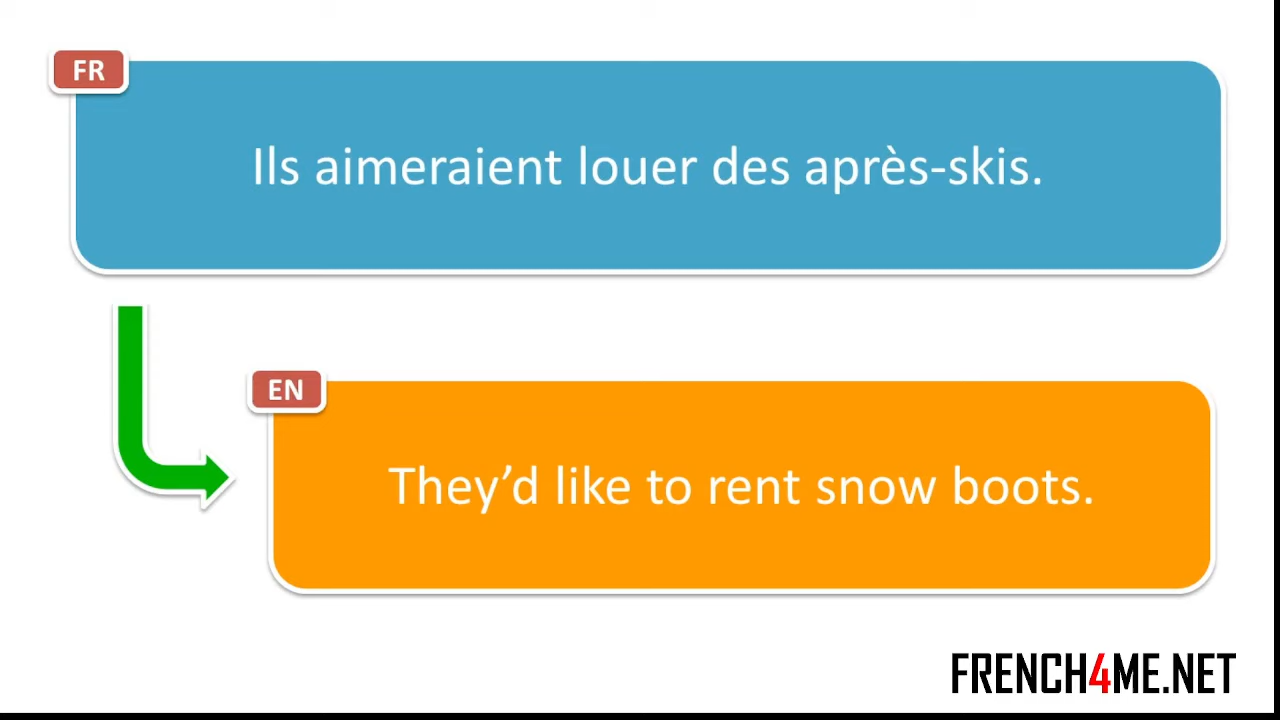 FR
Ils aimeraient louer des après-skis.
EN
They’d like to rent snow boots.
FRENCH4ME.NET